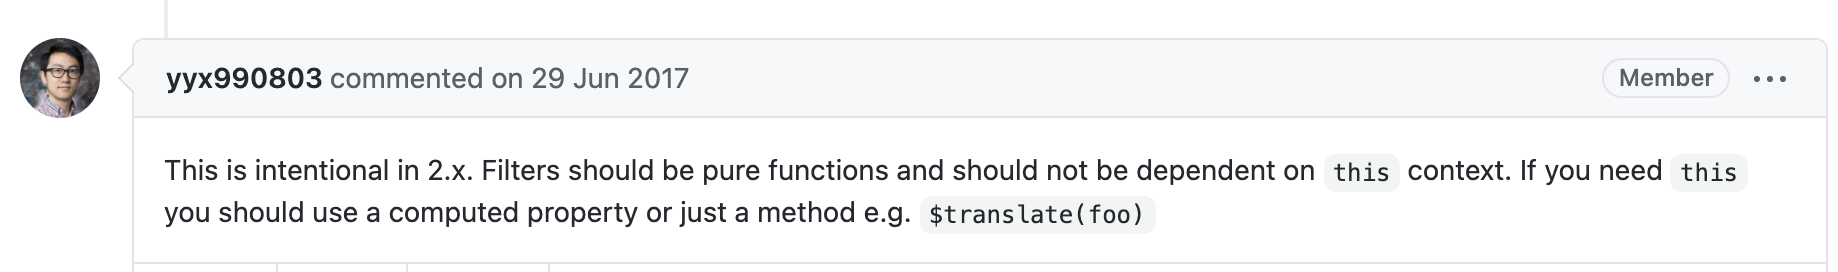 yyx990803 commented on 29 Jun 2017
Member
This is intentional in 2.x. Filters should be pure functions and should not be dependent on this context. If you need this
you should use a computed property or just a method e.g. $translate(foo)